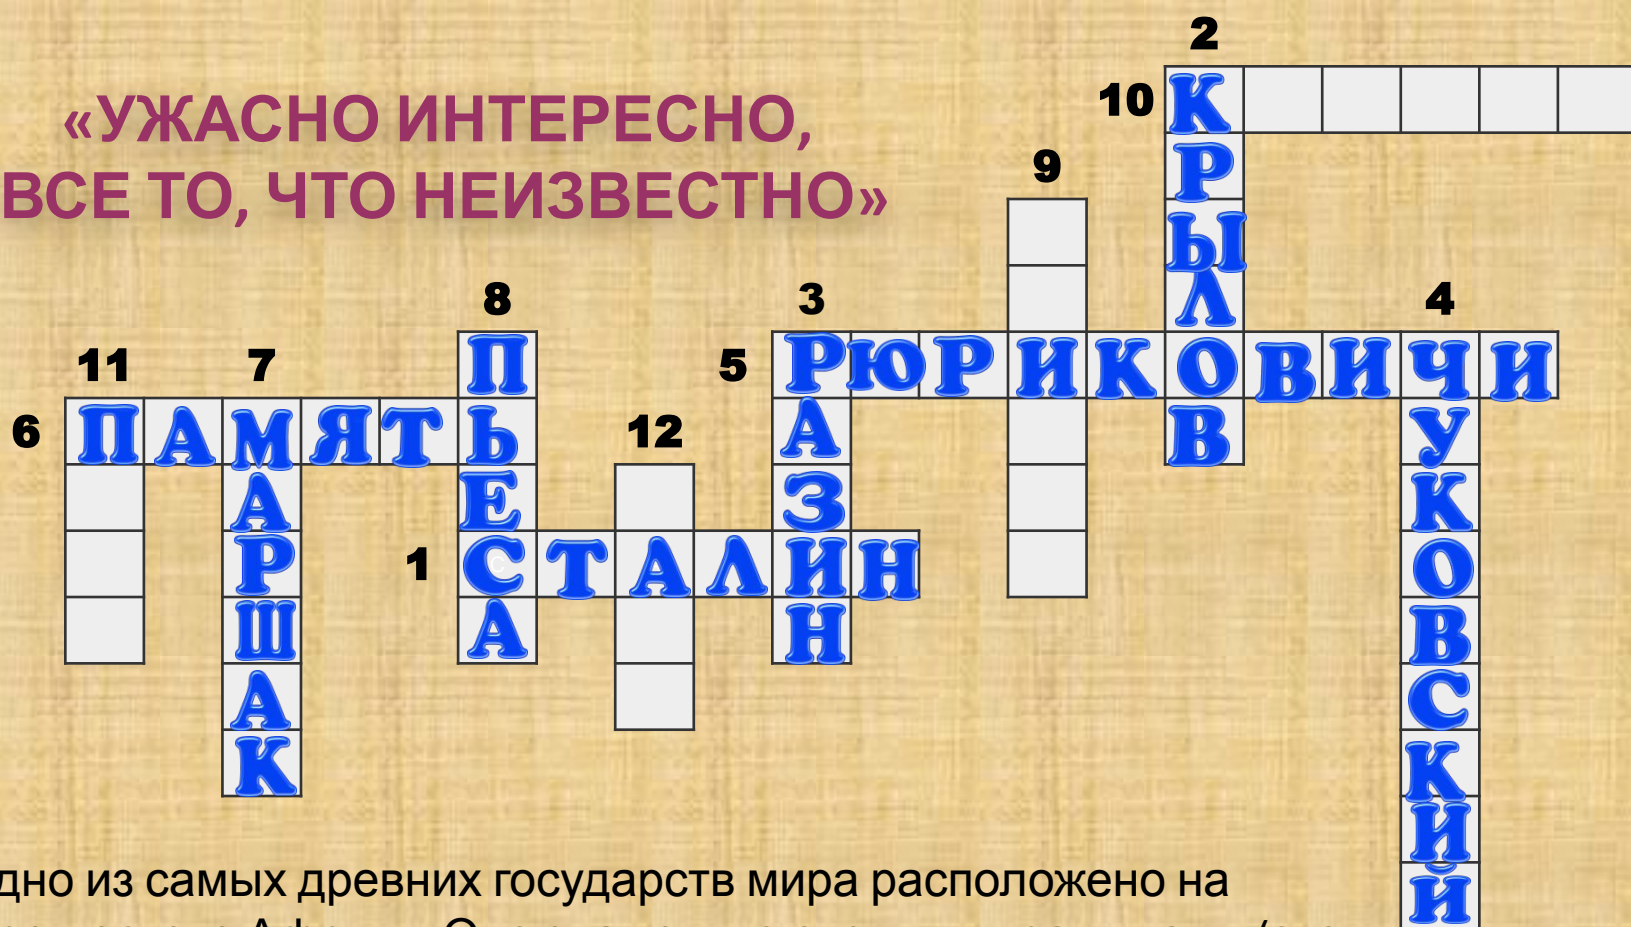 2
10 К
«УЖАСНО ИНТЕРЕСНО,
ВСЕ ТО, ЧТО НЕИЗВЕСТНО»
Р
9
Ы
Л
8
3
4
11
7
П
5
РЮРИКОВИЧИ
6
ПАМЯТЬ
12
А
В
У
А
Е
З
К
Р
1
СТАЛИН
О
Ш
А
Н
В
А
С
К
К
И
дно из самых древних государств мира расположено на
Й